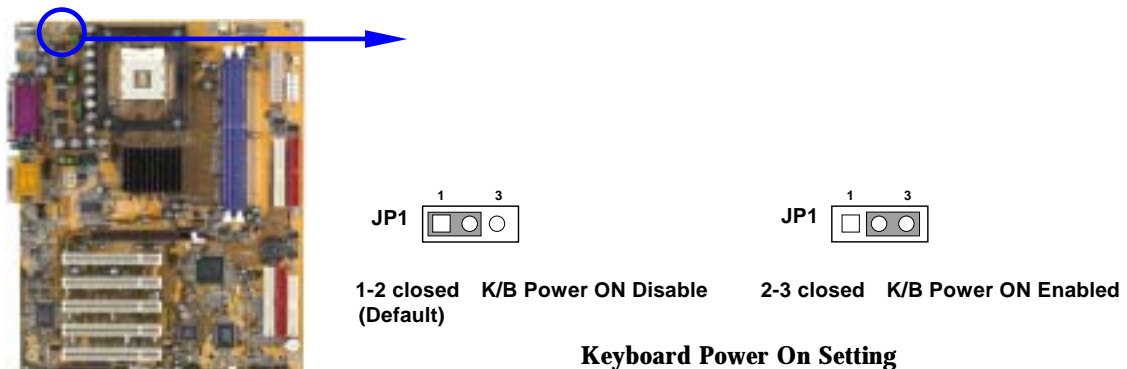 1 3
JP1
1 3
JP1
1-2 closed K/B Power ON Disable
(Default)
2-3 closed K/B Power ON Enabled
Keyboard Power On Setting